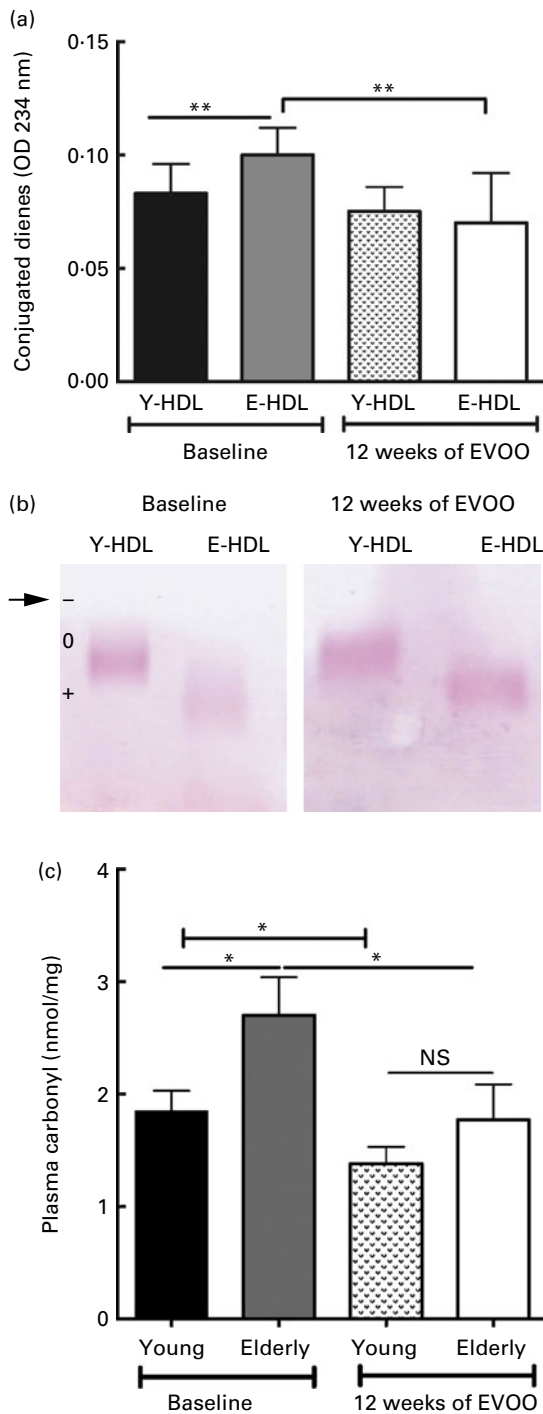 (a)
Conjugated dienes (OD 234 nm)
0·15
0·10
0·05
0·00
** **
Y-HDL E-HDL Y-HDL E-HDL
Baseline 12 weeks of EVOO
(b) Baseline 12 weeks of EVOO
Y-HDL E-HDL Y-HDL E-HDL
−
0
+
(c)
Plasma carbonyl (nmol/mg)
4
3
2
1
0
*
* *
NS
Young Elderly Young Elderly
Baseline 12 weeks of EVOO